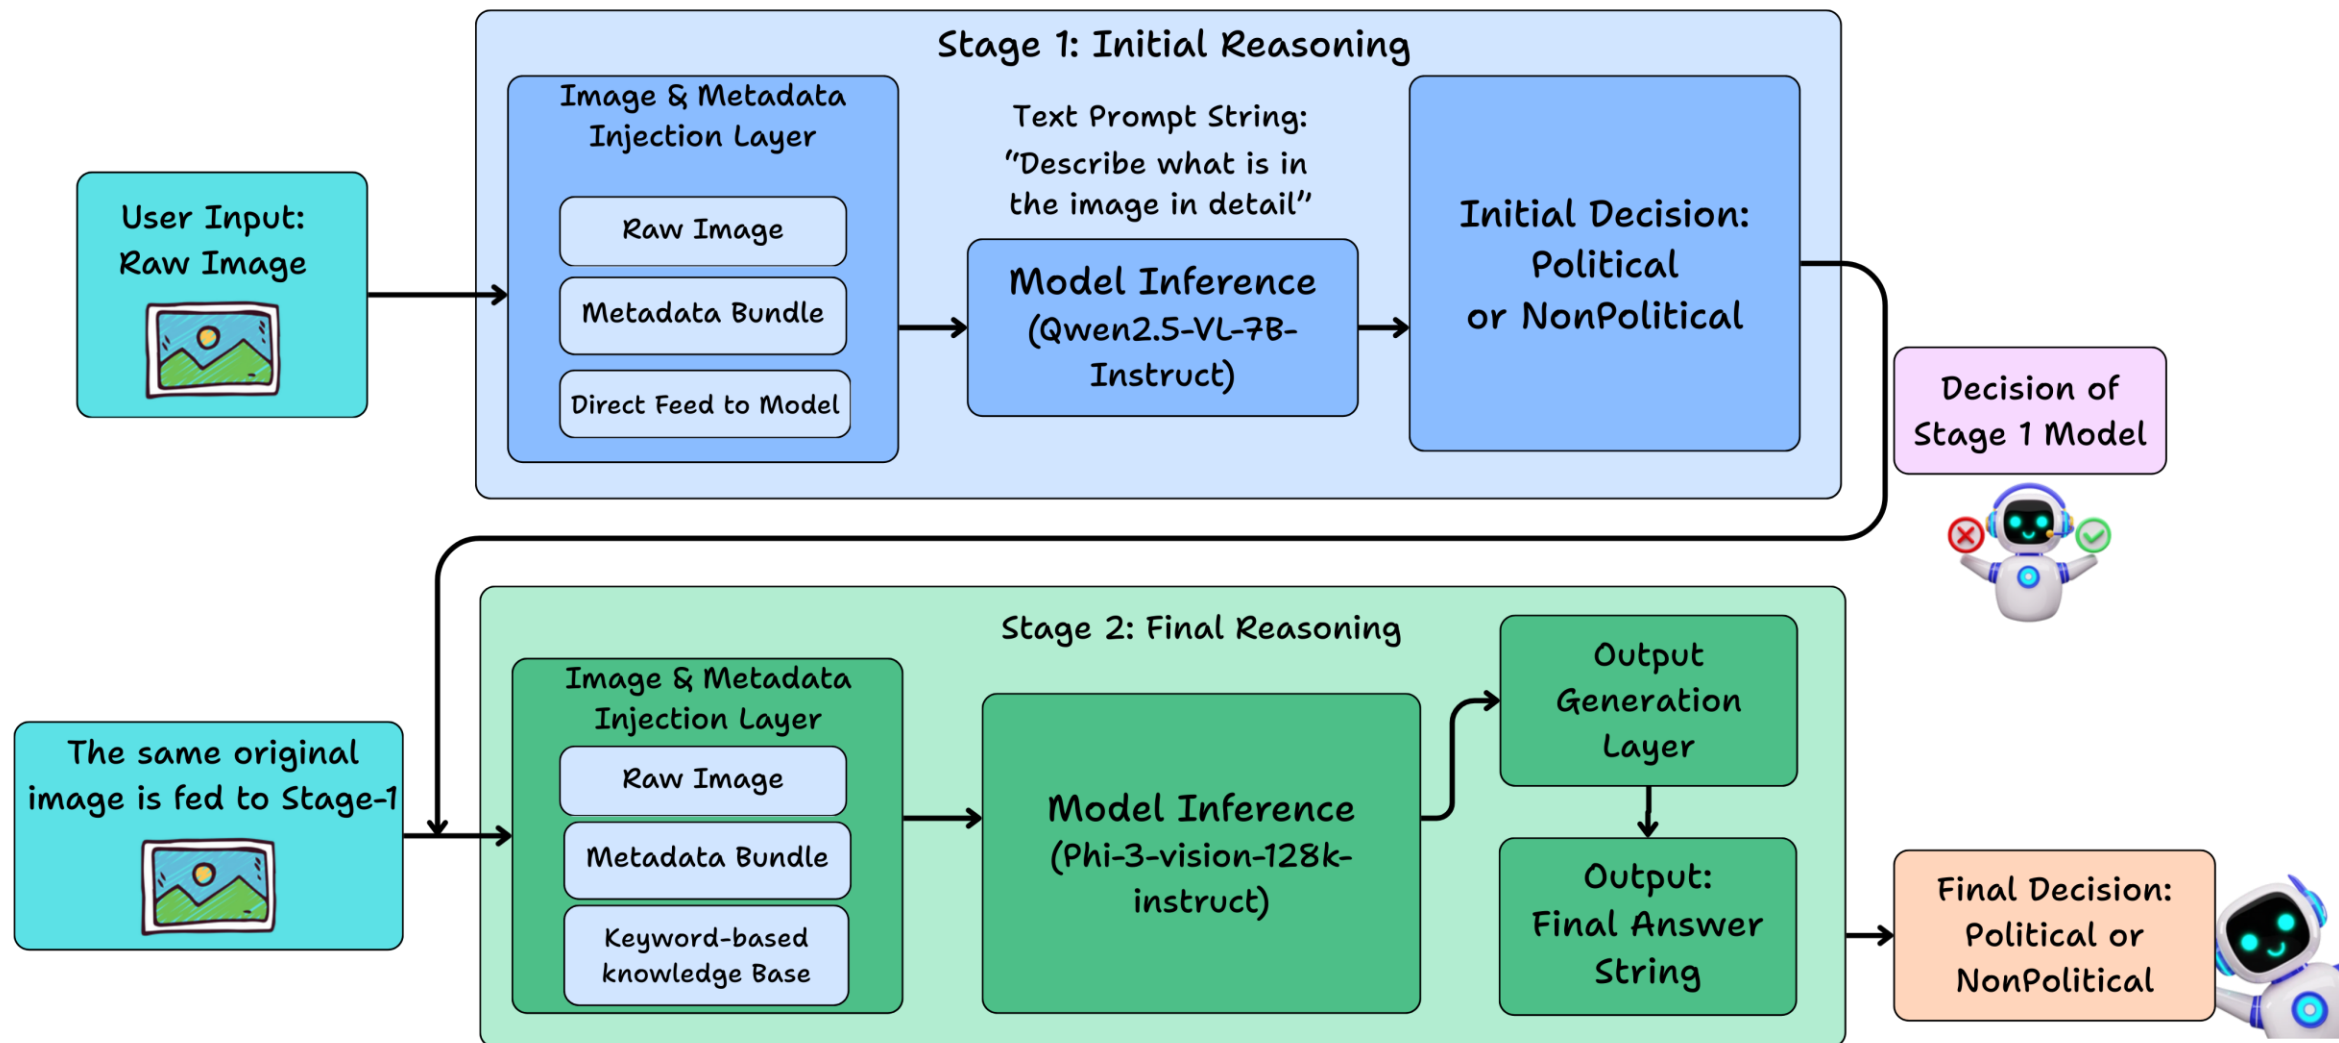 Stage 1: Initial Reasoning
Image & Metadata
Injection Layer
Raw Image
Metadata Bundle
Direct Feed to Model
User Input:
Raw Image
Text Prompt String:
“Describe what is in
the image in detail”
Model Inference
(Qwen2.5-VL-7B-
Instruct)
Initial Decision:
Political
or NonPolitical
Decision of
Stage 1 Model
Stage 2: Final Reasoning
The same original
image is fed to Stage-1
Image & Metadata
Injection Layer
Raw Image
Metadata Bundle
Keyword-based
knowledge Base
Model Inference
(Phi-3-vision-128k-
instruct)
Output
Generation
Layer
Output:
Final Answer
String
Final Decision:
Political or
NonPolitical